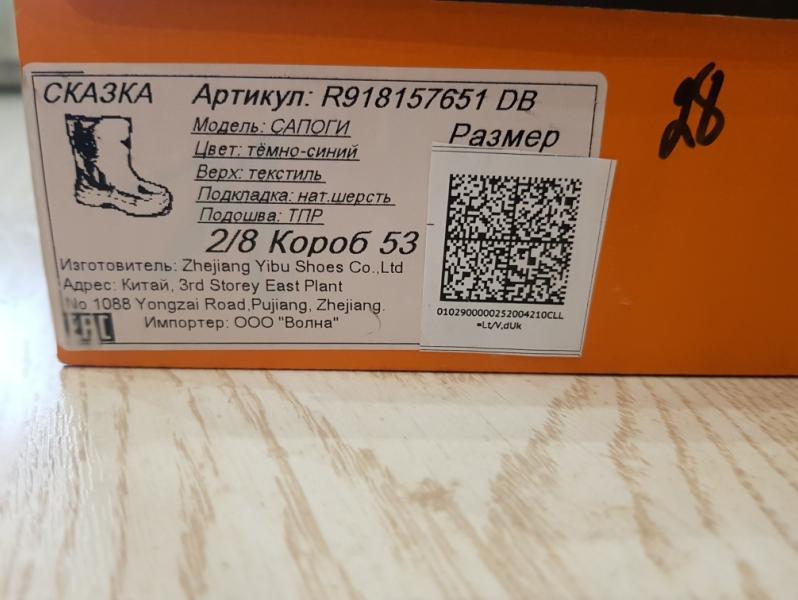 СКАЗКА
Артикул: R918157651 DB
Модель: САПОГИ
Размер
Цвет: тёмно-синий
Верх: текстиль
Подкладка: нат.шерсть
Подошва: ТПР
2/8 Короб 53
Изготовитель: Zhejiang Yibu Shoes Co.,Ltd
Адрес: Китай, 3rd Storey East Plant
No 1088 Yongzai Road,Pujiang, Zhejiang.
EAC
Импортер: ООО "Волна"
0102900000252004210CLL
=Lt/V,dUk
28